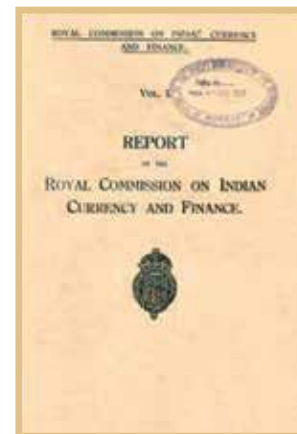 ROYAL COMMISSION ON INDIAN CURRENCY
AND FINANCE.
VOL. I.
REPORT
OF THE
ROYAL COMMISSION ON INDIAN
CURRENCY AND FINANCE.